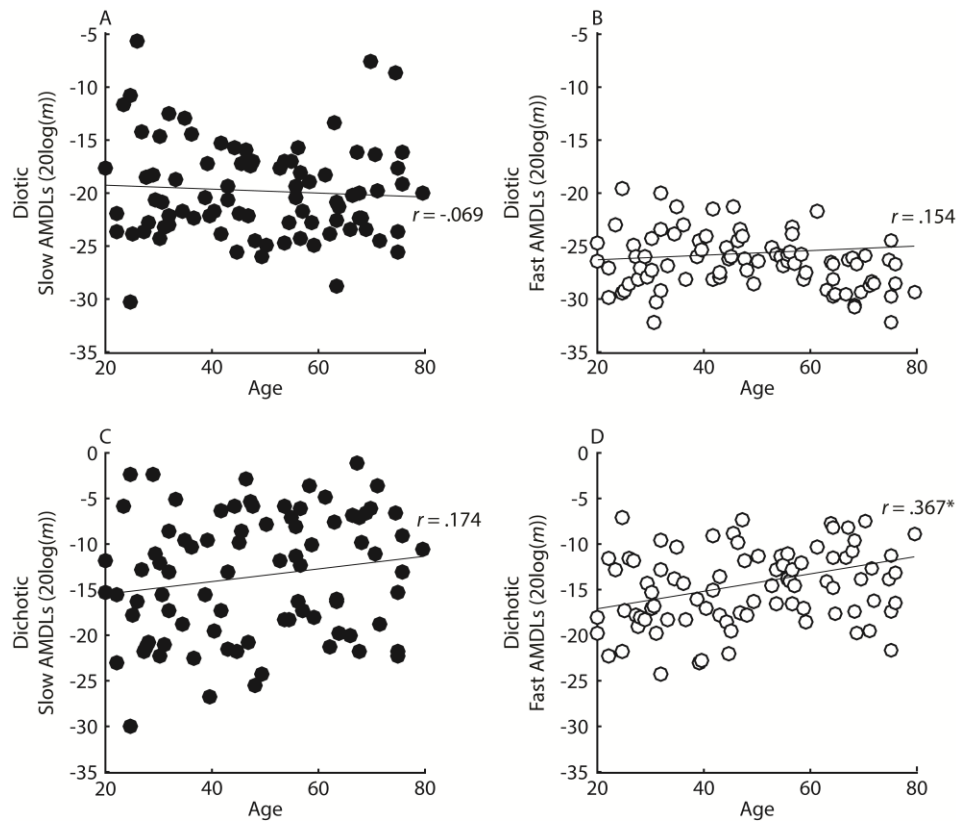 A
-5
-10
-15
-20
-25
-30
-35
20
40
60
80
Age
Diotic
Slow AMDLs (20log(m))
r = -.069
B
-5
-10
-15
-20
-25
-30
-35
20
40
60
80
Age
Diotic
Fast AMDLs (20log(m))
r = .154
C
0
-5
-10
-15
-20
-25
-30
-35
20
40
60
80
Age
Dichotic
Slow AMDLs (20log(m))
r = .174
D
0
-5
-10
-15
-20
-25
-30
-35
20
40
60
80
Age
Dichotic
Fast AMDLs (20log(m))
r = .367*